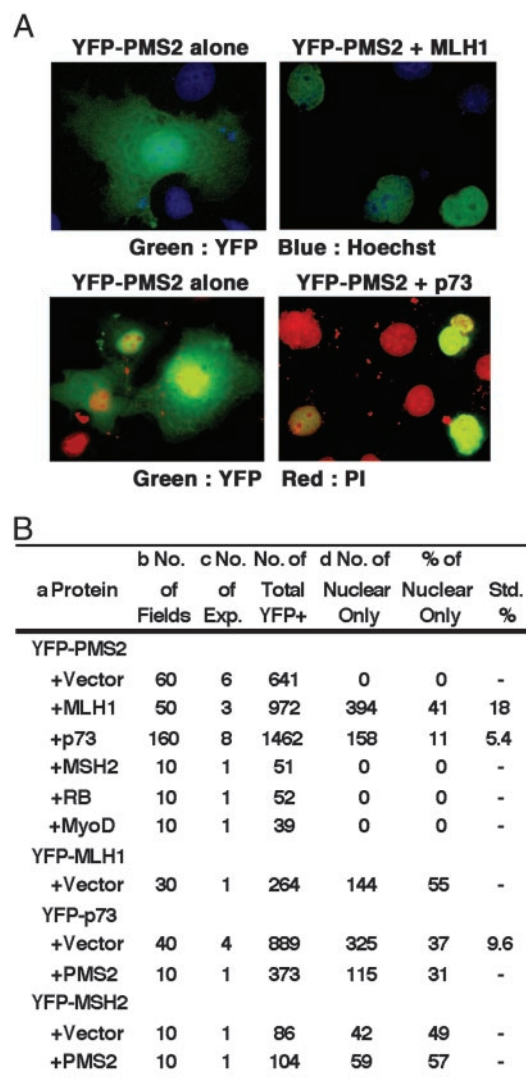 A
YFP-PMS2 alone YFP-PMS2 + MLH1
Green : YFP Blue : Hoechst
YFP-PMS2 alone YFP-PMS2 + p73
Green : YFP Red : PI
B
b No. c No. No. of d No. of % of
a Protein of of Total Nuclear Nuclear Std.
Fields Exp. YFP+ Only Only %
YFP-PMS2
+Vector 60 6 641 0 0 -
+MLH1 50 3 972 394 41 18
+p73 160 8 1462 158 11 5.4
+MSH2 10 1 51 0 0 -
+RB 10 1 52 0 0 -
+MyoD 10 1 39 0 0 -
YFP-MLH1
+Vector 30 1 264 144 55 -
YFP-p73
+Vector 40 4 889 325 37 9.6
+PMS2 10 1 373 115 31 -
YFP-MSH2
+Vector 10 1 86 42 49 -
+PMS2 10 1 104 59 57 -